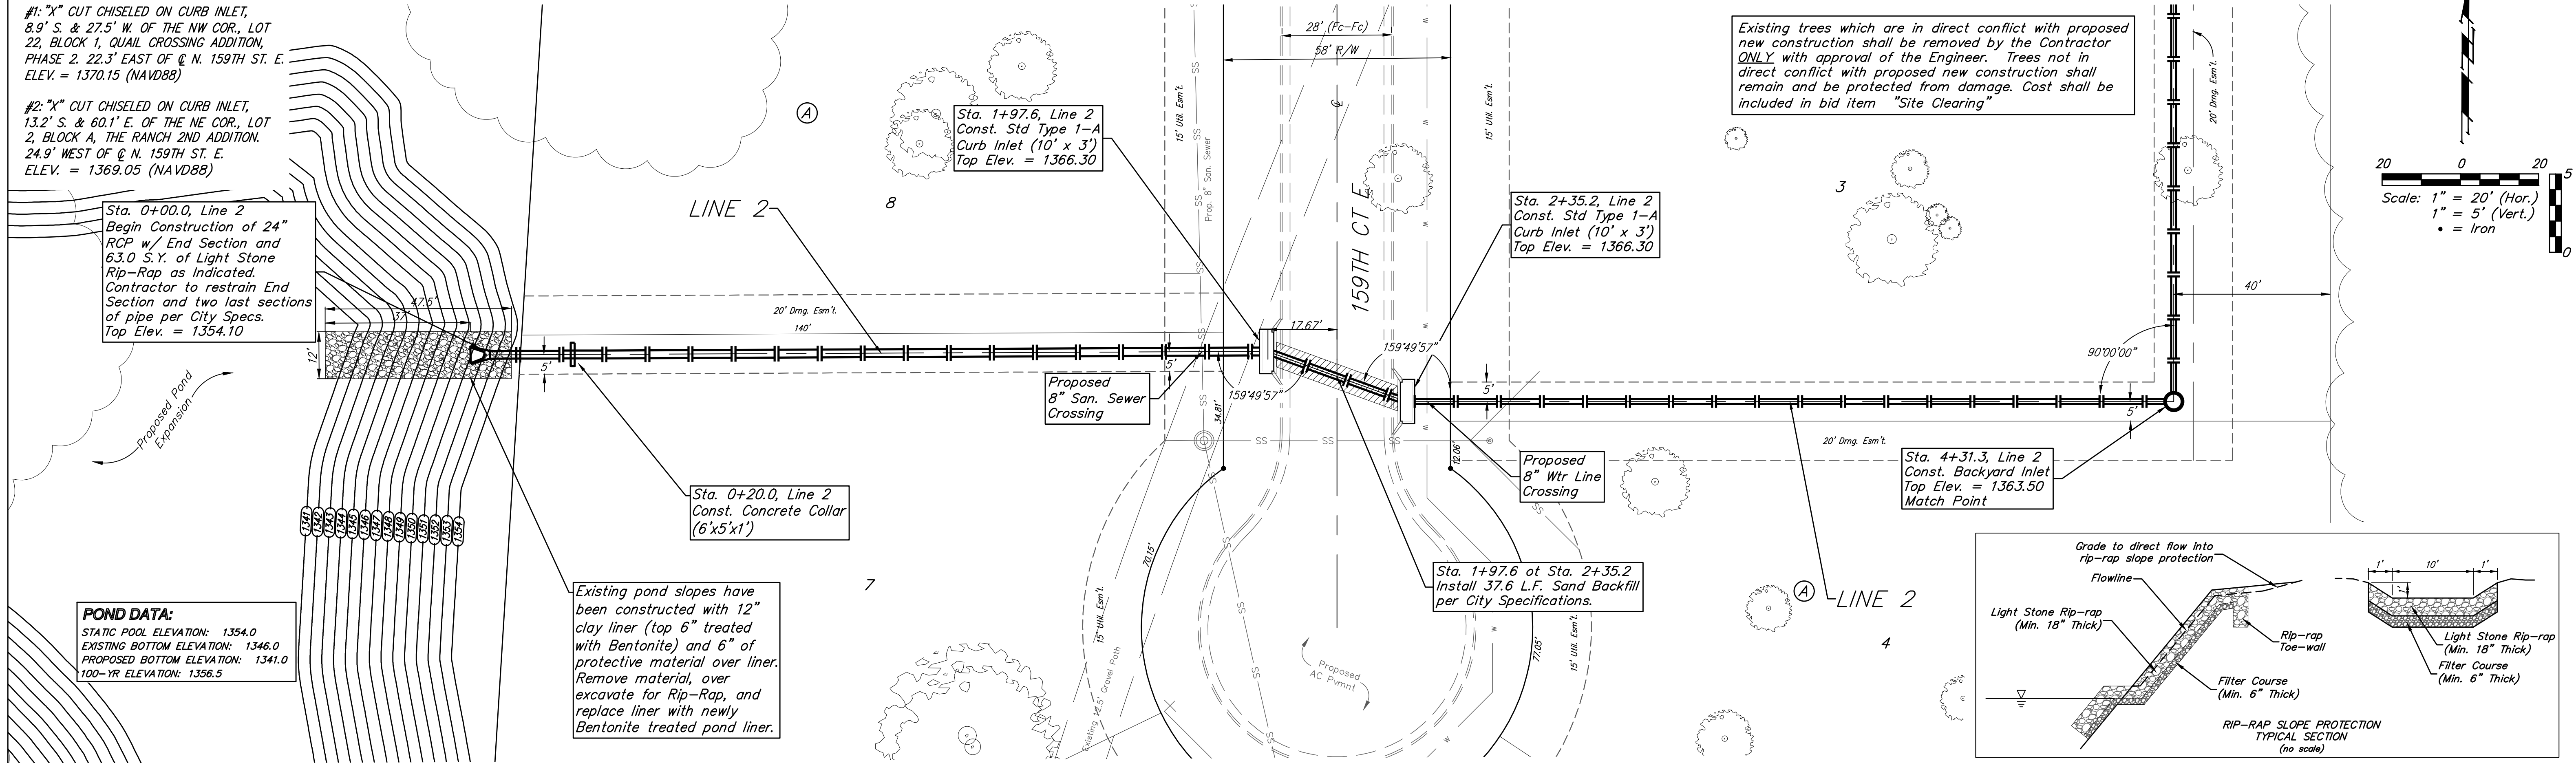 #1: "X" CUT CHISELED ON CURB INLET,
8.9' S. & 27.5' W. OF THE NW COR., LOT
22, BLOCK 1, QUAIL CROSSING ADDITION,
PHASE 2. 22.3' EAST OF ℄ N. 159TH ST. E.
ELEV. = 1370.15 (NAVD88)
#2: "X" CUT CHISELED ON CURB INLET,
13.2' S. & 60.1' E. OF THE NE COR., LOT
2, BLOCK A, THE RANCH 2ND ADDITION.
24.9' WEST OF ℄ N. 159TH ST. E.
ELEV. = 1369.05 (NAVD88)
Sta. 0+00.0, Line 2
Begin Construction of 24"
RCP w/ End Section and
63.0 S.Y. of Light Stone
Rip-Rap as Indicated.
Contractor to restrain End
Section and two last sections
of pipe per City Specs.
Top Elev. = 1354.10
47.5'
37'
12'
5'
Proposed Pond
Expansion
1341
1342
1343
1344
1345
1346
1347
1348
1349
1350
1351
1352
1353
1354
POND DATA:
STATIC POOL ELEVATION: 1354.0
EXISTING BOTTOM ELEVATION: 1346.0
PROPOSED BOTTOM ELEVATION: 1341.0
100-YR ELEVATION: 1356.5
Existing pond slopes have
been constructed with 12"
clay liner (top 6" treated
with Bentonite) and 6" of
protective material over liner.
Remove material, over
excavate for Rip-Rap, and
replace liner with newly
Bentonite treated pond liner.
Sta. 0+20.0, Line 2
Const. Concrete Collar
(6'x5'x1')
A
8
LINE 2
20' Drng. Esm't.
140'
7
Sta. 1+97.6, Line 2
Const. Std Type 1-A
Curb Inlet (10' x 3')
Top Elev. = 1366.30
Proposed
8" San. Sewer
Crossing
5'
15' Util. Esm't.
SS
SS
SS
Prop. 8" San. Sewer
28' (Fc-Fc)
58' R/W
℄
159TH CT E
17.67'
159°49'57"
159°49'57"
34.81'
12.06'
SS
SS
SS
SS
SS
SS
70.15'
77.05'
15' Util. Esm't.
Existing 12.5' Gravel Path
Proposed
AC Pvmnt
15' Util. Esm't.
15' Util. Esm't.
W
W
W
Sta. 2+35.2, Line 2
Const. Std Type 1-A
Curb Inlet (10' x 3')
Top Elev. = 1366.30
5'
Proposed
8" Wtr Line
Crossing
Sta. 1+97.6 ot Sta. 2+35.2
Install 37.6 L.F. Sand Backfill
per City Specifications.
Existing trees which are in direct conflict with proposed
new construction shall be removed by the Contractor
ONLY with approval of the Engineer. Trees not in
direct conflict with proposed new construction shall
remain and be protected from damage. Cost shall be
included in bid item "Site Clearing"
3
20' Drng. Esm't.
40'
90°00'00"
5'
20' Drng. Esm't.
Sta. 4+31.3, Line 2
Const. Backyard Inlet
Top Elev. = 1363.50
Match Point
A
LINE 2
4
20 0 20
5
0
Scale: 1" = 20' (Hor.)
1" = 5' (Vert.)
• = Iron
Grade to direct flow into
rip-rap slope protection
Flowline
Light Stone Rip-rap
(Min. 18" Thick)
Rip-rap
Toe-wall
Filter Course
(Min. 6" Thick)
1' 10' 1'
1'
Light Stone Rip-rap
(Min. 18" Thick)
Filter Course
(Min. 6" Thick)
RIP-RAP SLOPE PROTECTION
TYPICAL SECTION
(no scale)